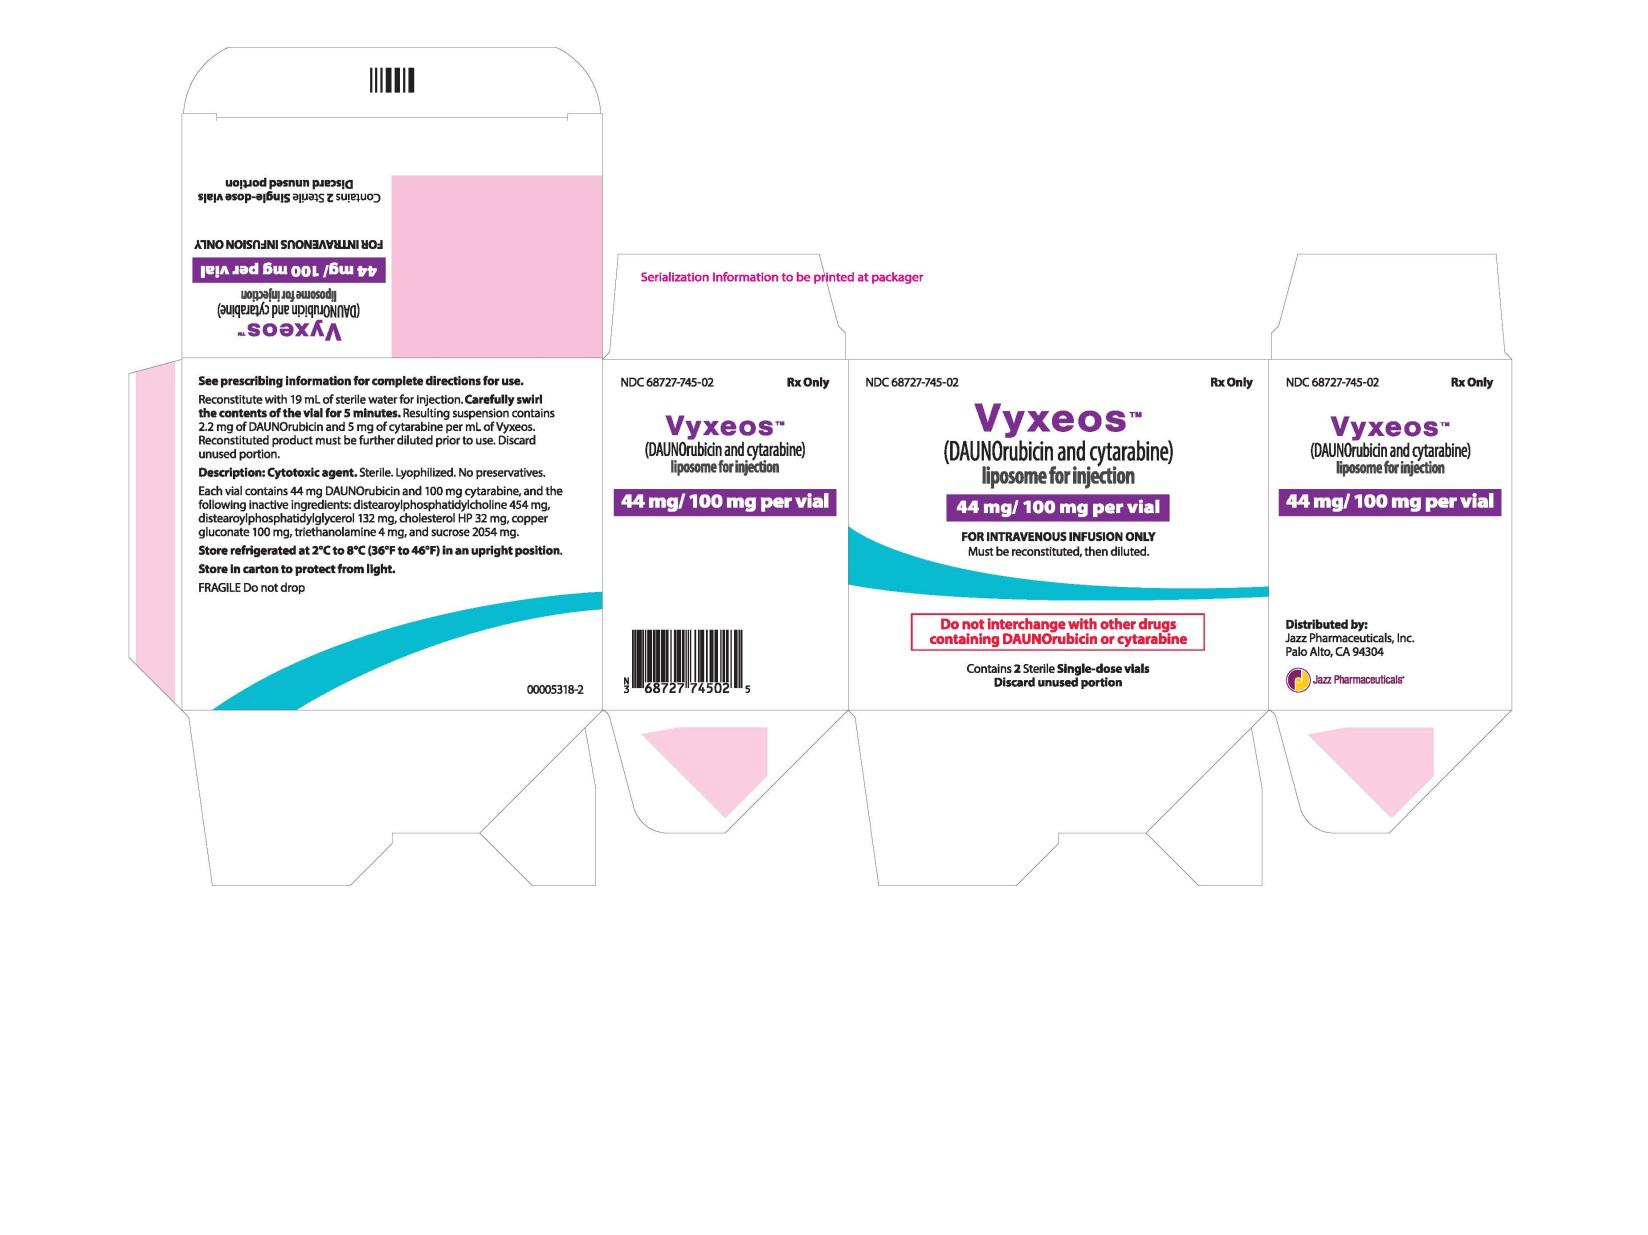 Contains 2 Sterile Single-dose vials
Discard unused portion
FOR INTRAVENOUS INFUSION ONLY
44 mg/ 100 mg per vial
Vyxeos™
(DAUNOrubicin and cytarabine)
liposome for injection
Serialization Information to be printed at packager
See prescribing information for complete directions for use.
Reconstitute with 19 mL of sterile water for injection. Carefully swirl
the contents of the vial for 5 minutes. Resulting suspension contains
2.2 mg of DAUNOrubicin and 5 mg of cytarabine per mL of Vyxeos.
Reconstituted product must be further diluted prior to use. Discard
unused portion.
Description: Cytotoxic agent. Sterile. Lyophilized. No preservatives.
Each vial contains 44 mg DAUNOrubicin and 100 mg cytarabine, and the
following inactive ingredients: distearoylphosphatidylcholine 454 mg,
distearoylphosphatidylglycerol 132 mg, cholesterol HP 32 mg, copper
gluconate 100 mg, triethanolamine 4 mg, and sucrose 2054 mg.
Store refrigerated at 2°C to 8°C (36°F to 46°F) in an upright position.
Store in carton to protect from light.
FRAGILE Do not drop
00005318-2
NDC 68727-745-02 Rx Only
Vyxeos™
(DAUNOrubicin and cytarabine)
liposome for injection
44 mg/ 100 mg per vial
N
3 68727 74502 5
NDC 68727-745-02 Rx Only
Vyxeos™
(DAUNOrubicin and cytarabine)
liposome for injection
44 mg/ 100 mg per vial
FOR INTRAVENOUS INFUSION ONLY
Must be reconstituted, then diluted.
Do not interchange with other drugs
containing DAUNOrubicin or cytarabine
Contains 2 Sterile Single-dose vials
Discard unused portion
NDC 68727-745-02 Rx Only
Vyxeos™
(DAUNOrubicin and cytarabine)
liposome for injection
44 mg/ 100 mg per vial
Distributed by:
Jazz Pharmaceuticals, Inc.
Palo Alto, CA 94304
Jazz Pharmaceuticals®